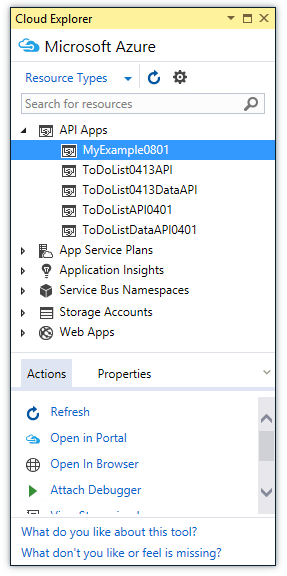 Cloud Explorer
Microsoft Azure
Resource Types
Search for resources
API Apps
MyExample0801
ToDoList0413API
ToDoList0413DataAPI
ToDoListAPI0401
ToDoListDataAPI0401
App Service Plans
Application Insights
Service Bus Namespaces
Storage Accounts
Web Apps
Actions Properties
Refresh
Open in Portal
Open In Browser
Attach Debugger
What do you like about this tool?
What don't you like or feel is missing?